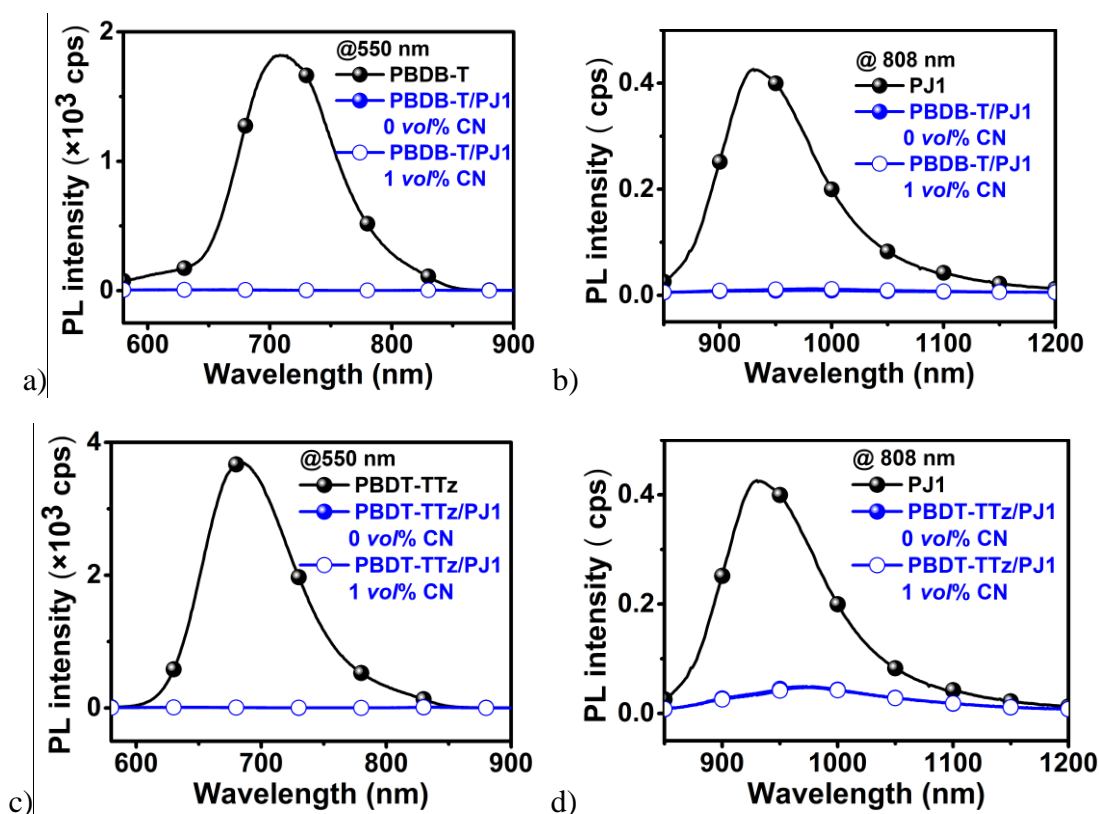 @550 nm
PBDB-T
PBDB-T/PJ1
0 vol% CN
PBDB-T/PJ1
1 vol% CN
PL intensity (×10³ cps)
2
1
0
600 700 800 900
Wavelength (nm)
a)
@ 808 nm
PJ1
PBDB-T/PJ1
0 vol% CN
PBDB-T/PJ1
1 vol% CN
PL intensity ( cps)
0.4
0.2
0.0
900 1000 1100 1200
Wavelength (nm)
b)
@550 nm
PBDT-TTz
PBDT-TTz/PJ1
0 vol% CN
PBDT-TTz/PJ1
1 vol% CN
PL intensity (×10³ cps)
4
2
0
600 700 800 900
Wavelength (nm)
c)
@ 808 nm
PJ1
PBDT-TTz/PJ1
0 vol% CN
PBDT-TTz/PJ1
1 vol% CN
PL intensity ( cps)
0.4
0.2
0.0
900 1000 1100 1200
Wavelength (nm)
d)